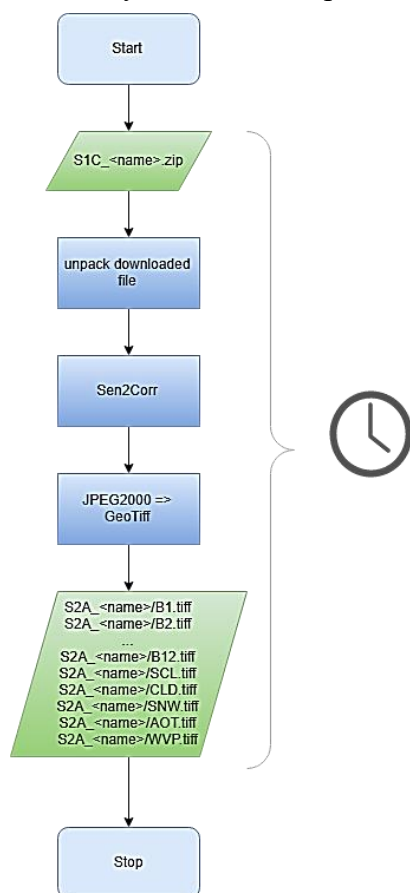 Start
S1C_<name>.zip
unpack downloaded
file
Sen2Corr
JPEG2000 =>
GeoTiff
S2A_<name>/B1.tiff
S2A_<name>/B2.tiff
...
S2A_<name>/B12.tiff
S2A_<name>/SCL.tiff
S2A_<name>/CLD.tiff
S2A_<name>/SNW.tiff
S2A_<name>/AOT.tiff
S2A_<name>/WVP.tiff
Stop